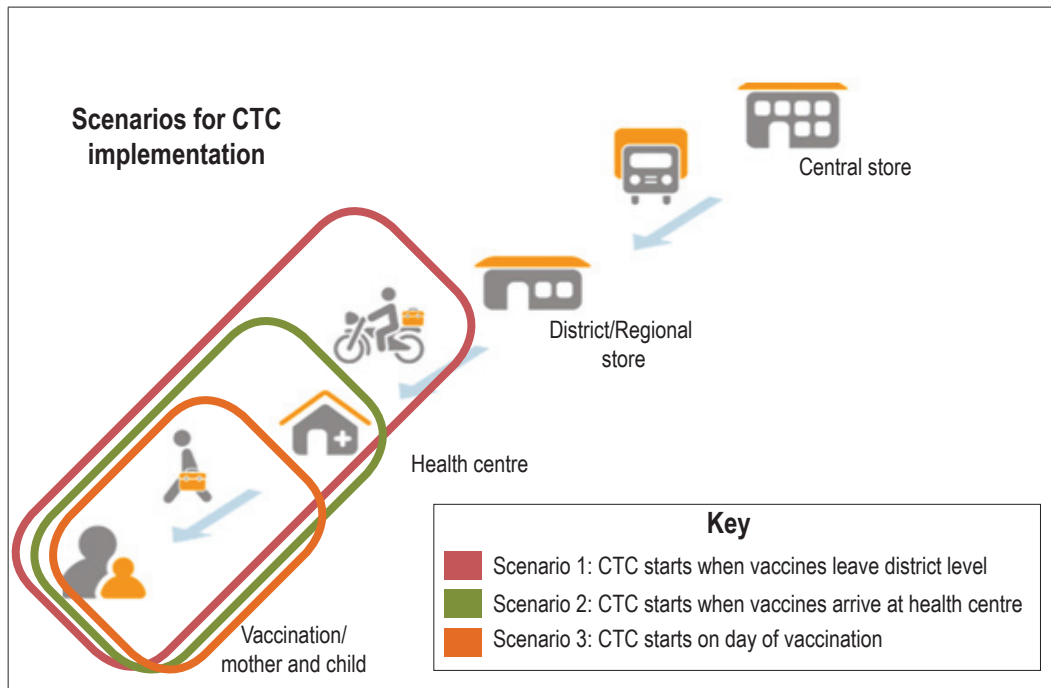 Scenarios for CTC
implementation
Central store
District/Regional
store
Health centre
Vaccination/
mother and child
Key
Scenario 1: CTC starts when vaccines leave district level
Scenario 2: CTC starts when vaccines arrive at health centre
Scenario 3: CTC starts on day of vaccination